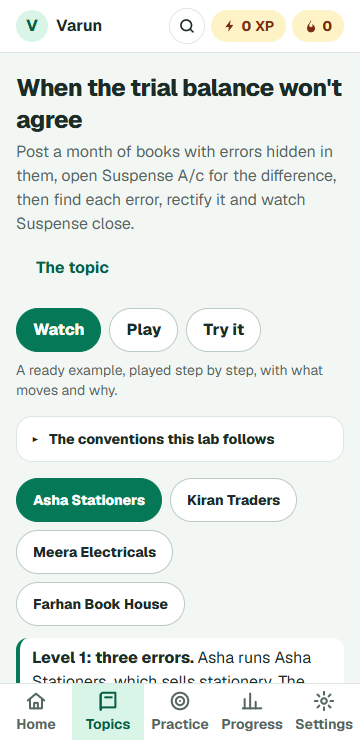 V Varun 0 XP 0
When the trial balance won't
agree
Post a month of books with errors hidden in
them, open Suspense A/c for the difference,
then find each error, rectify it and watch
Suspense close.
The topic
Watch Play Try it
A ready example, played step by step, with what
moves and why.
▸ The conventions this lab follows
Asha Stationers Kiran Traders
Meera Electricals
Farhan Book House
Level 1: three errors. Asha runs Asha
Stationers, which sells stationery. The
Home Topics Practice Progress Settings